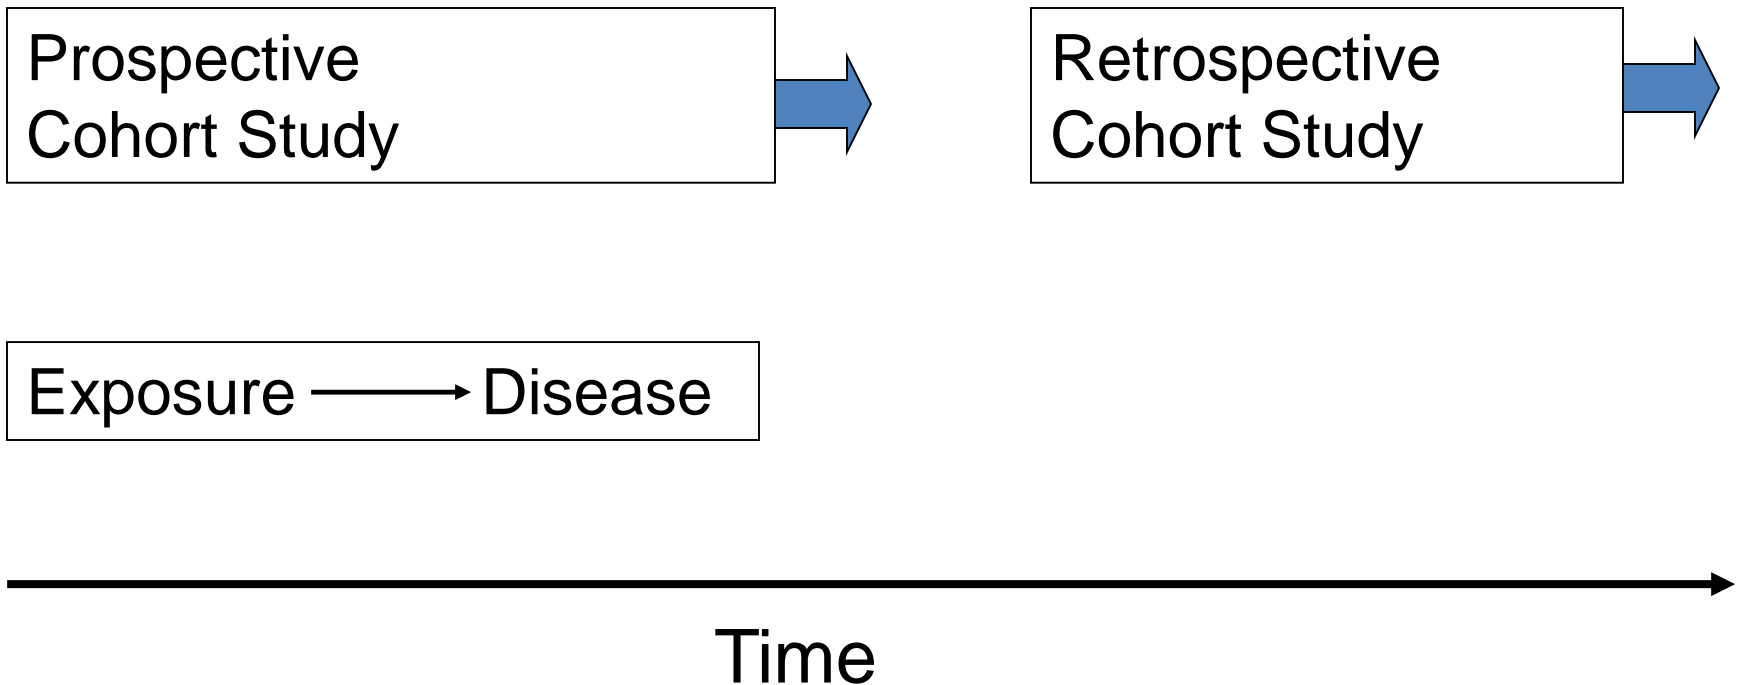 Prospective
Cohort Study
Retrospective
Cohort Study
Exposure Disease
Time